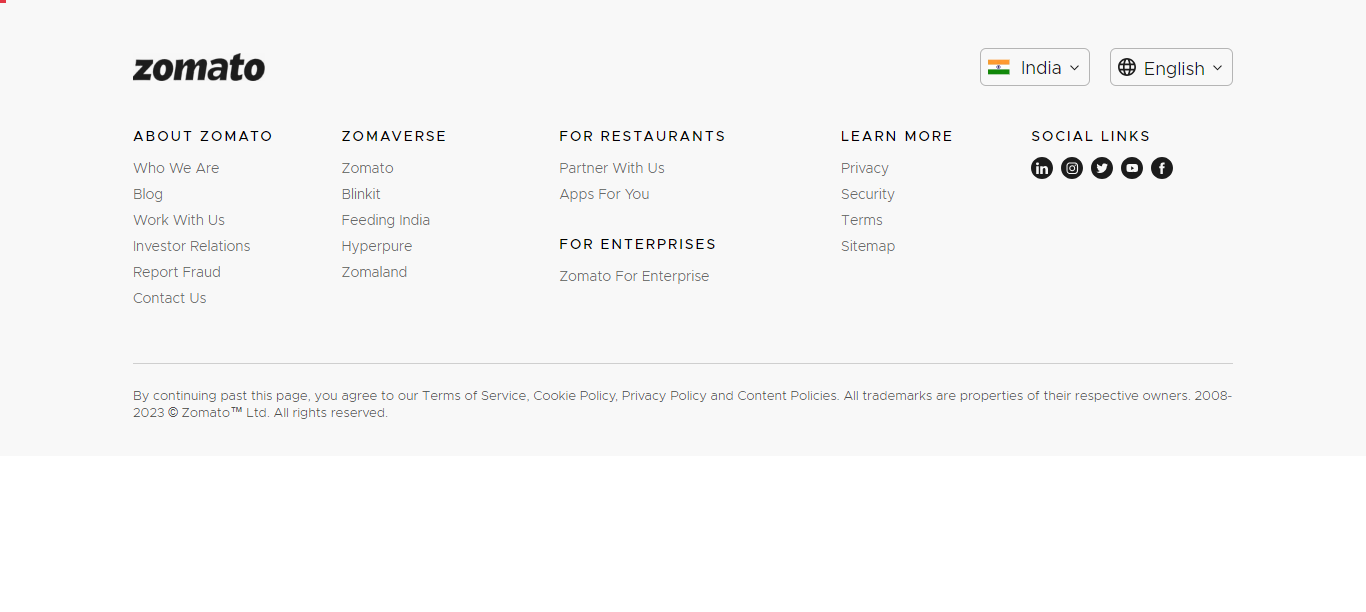 zomato
India
English
ABOUT ZOMATO
Who We Are
Blog
Work With Us
Investor Relations
Report Fraud
Contact Us
ZOMAVERSE
Zomato
Blinkit
Feeding India
Hyperpure
Zomaland
FOR RESTAURANTS
Partner With Us
Apps For You
FOR ENTERPRISES
Zomato For Enterprise
LEARN MORE
Privacy
Security
Terms
Sitemap
SOCIAL LINKS
By continuing past this page, you agree to our Terms of Service, Cookie Policy, Privacy Policy and Content Policies. All trademarks are properties of their respective owners. 2008-
2023 © Zomato™ Ltd. All rights reserved.